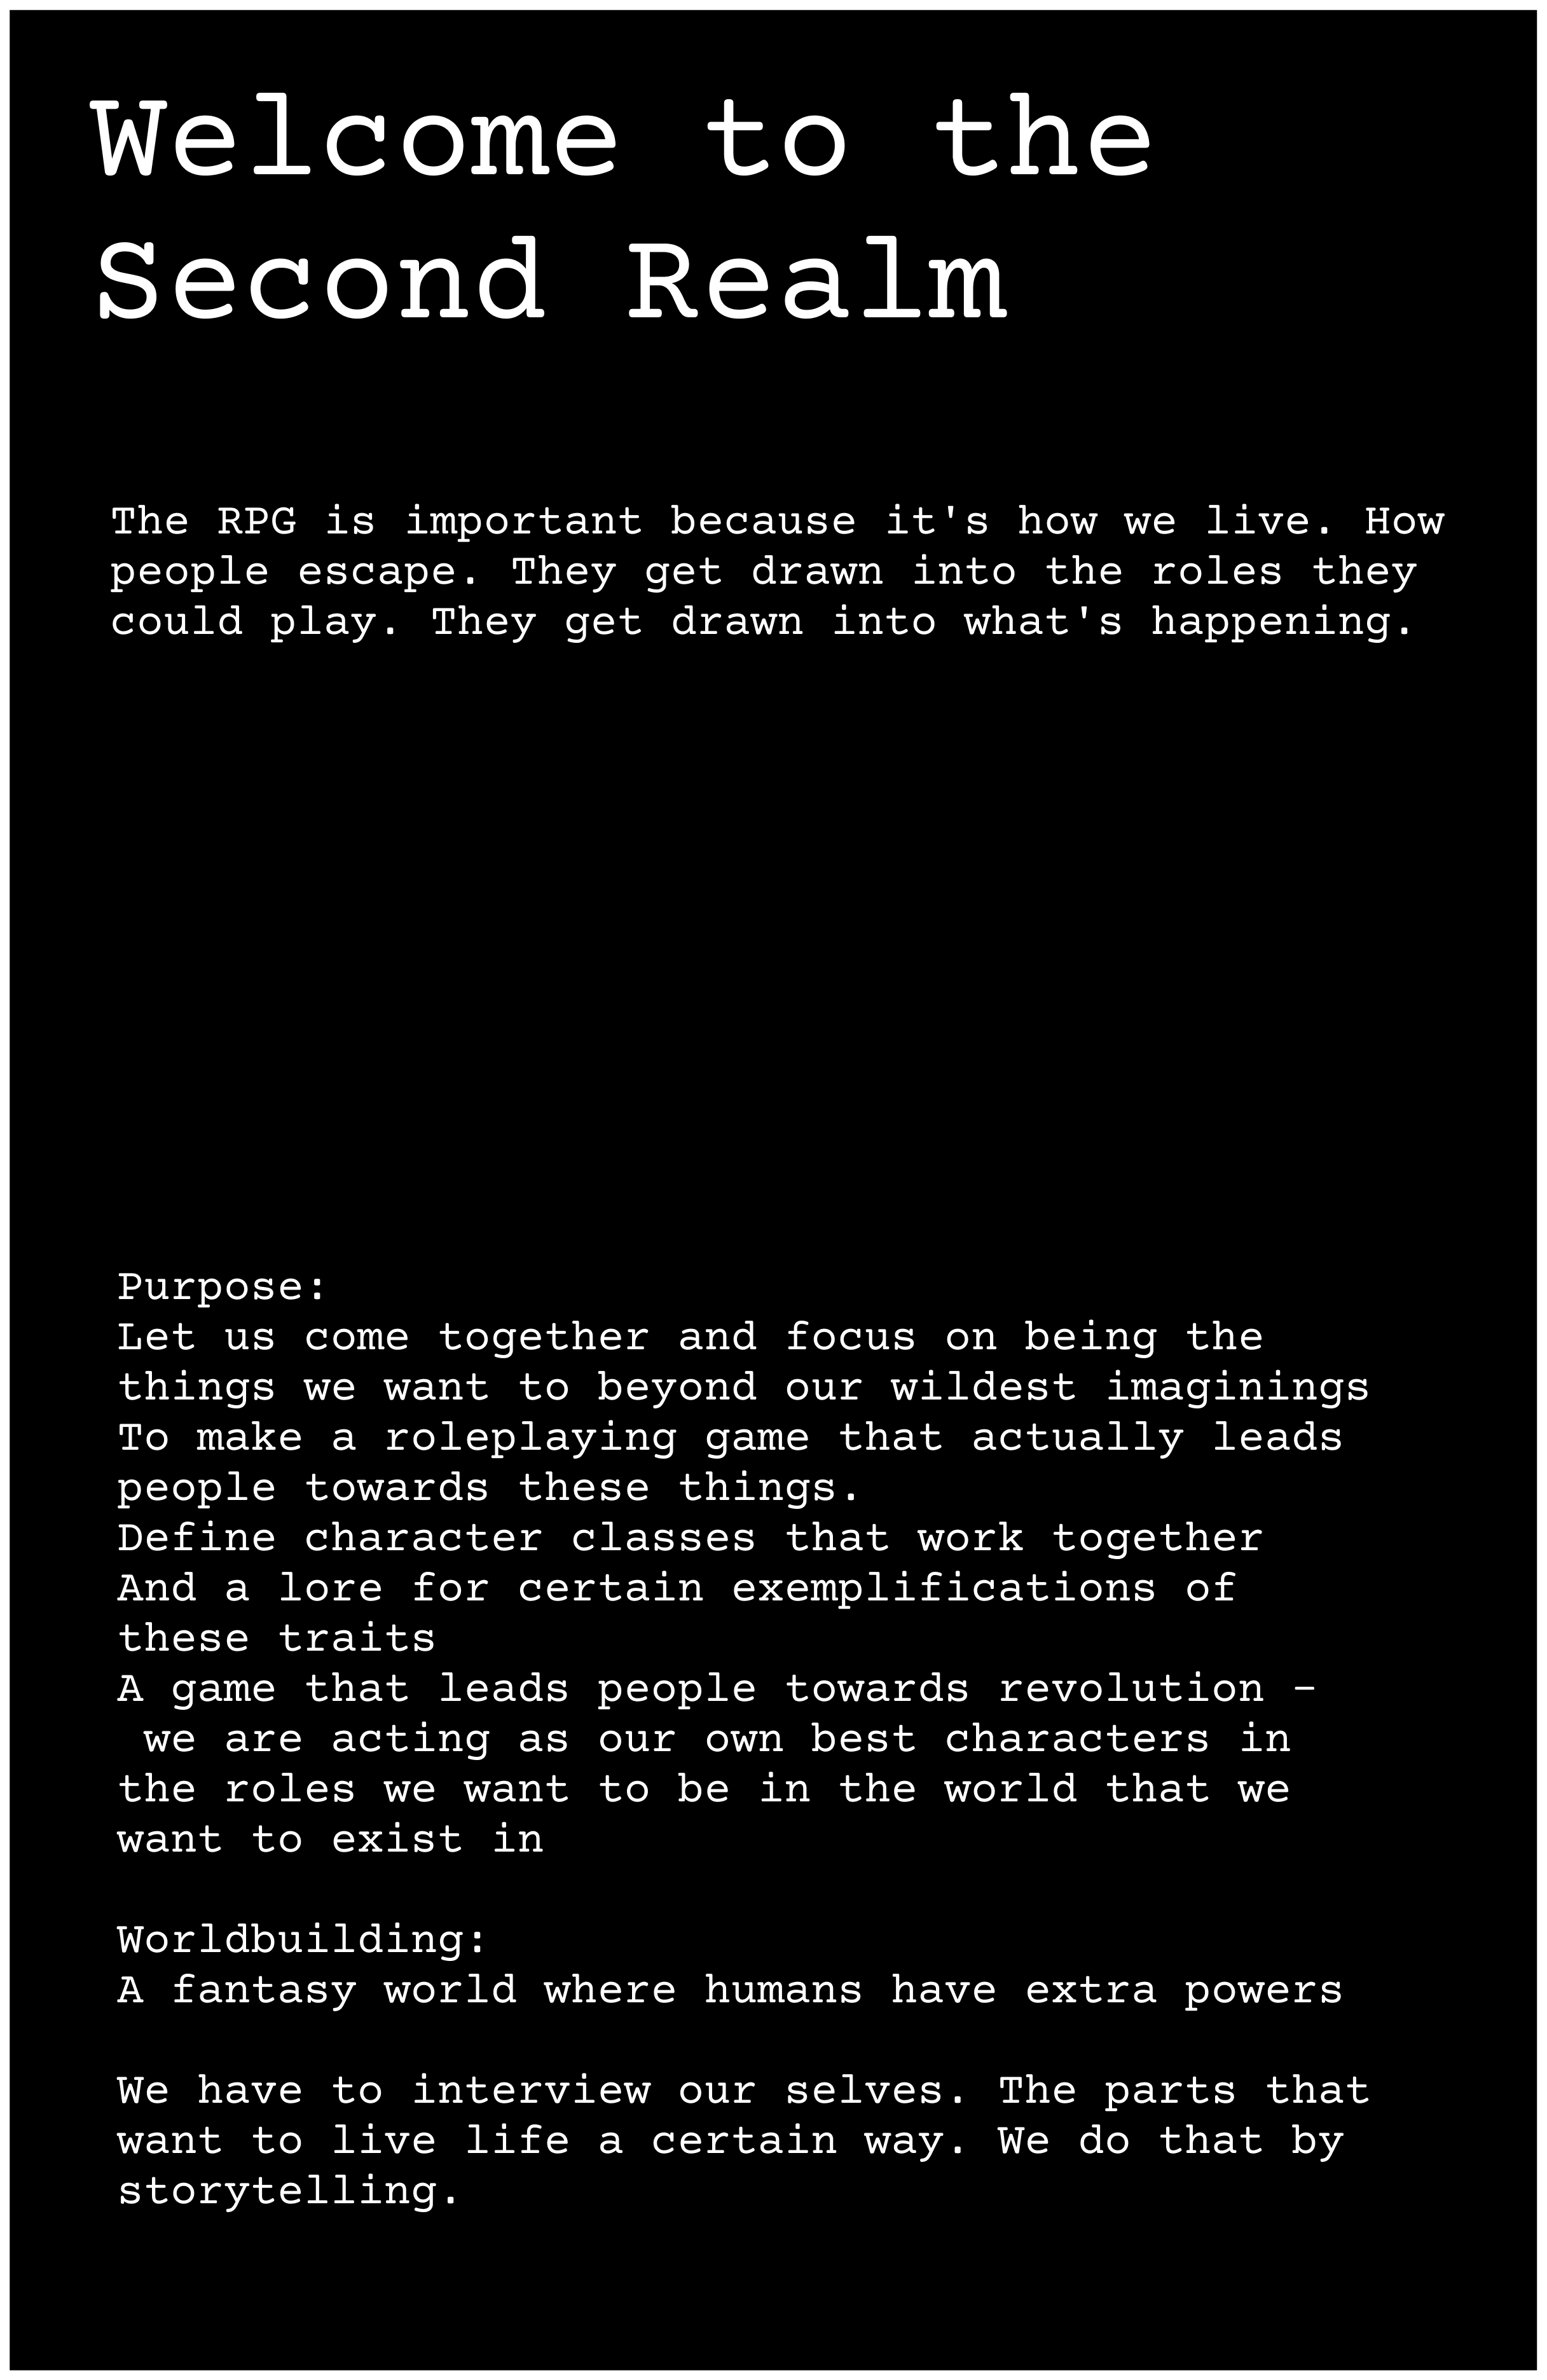 Welcome to the
Second Realm
The RPG is important because it's how we live. How
people escape. They get drawn into the roles they
could play. They get drawn into what's happening.
Purpose:
Let us come together and focus on being the
things we want to beyond our wildest imaginings
To make a roleplaying game that actually leads
people towards these things.
Define character classes that work together
And a lore for certain exemplifications of
these traits
A game that leads people towards revolution –
we are acting as our own best characters in
the roles we want to be in the world that we
want to exist in
Worldbuilding:
A fantasy world where humans have extra powers
We have to interview our selves. The parts that
want to live life a certain way. We do that by
storytelling.